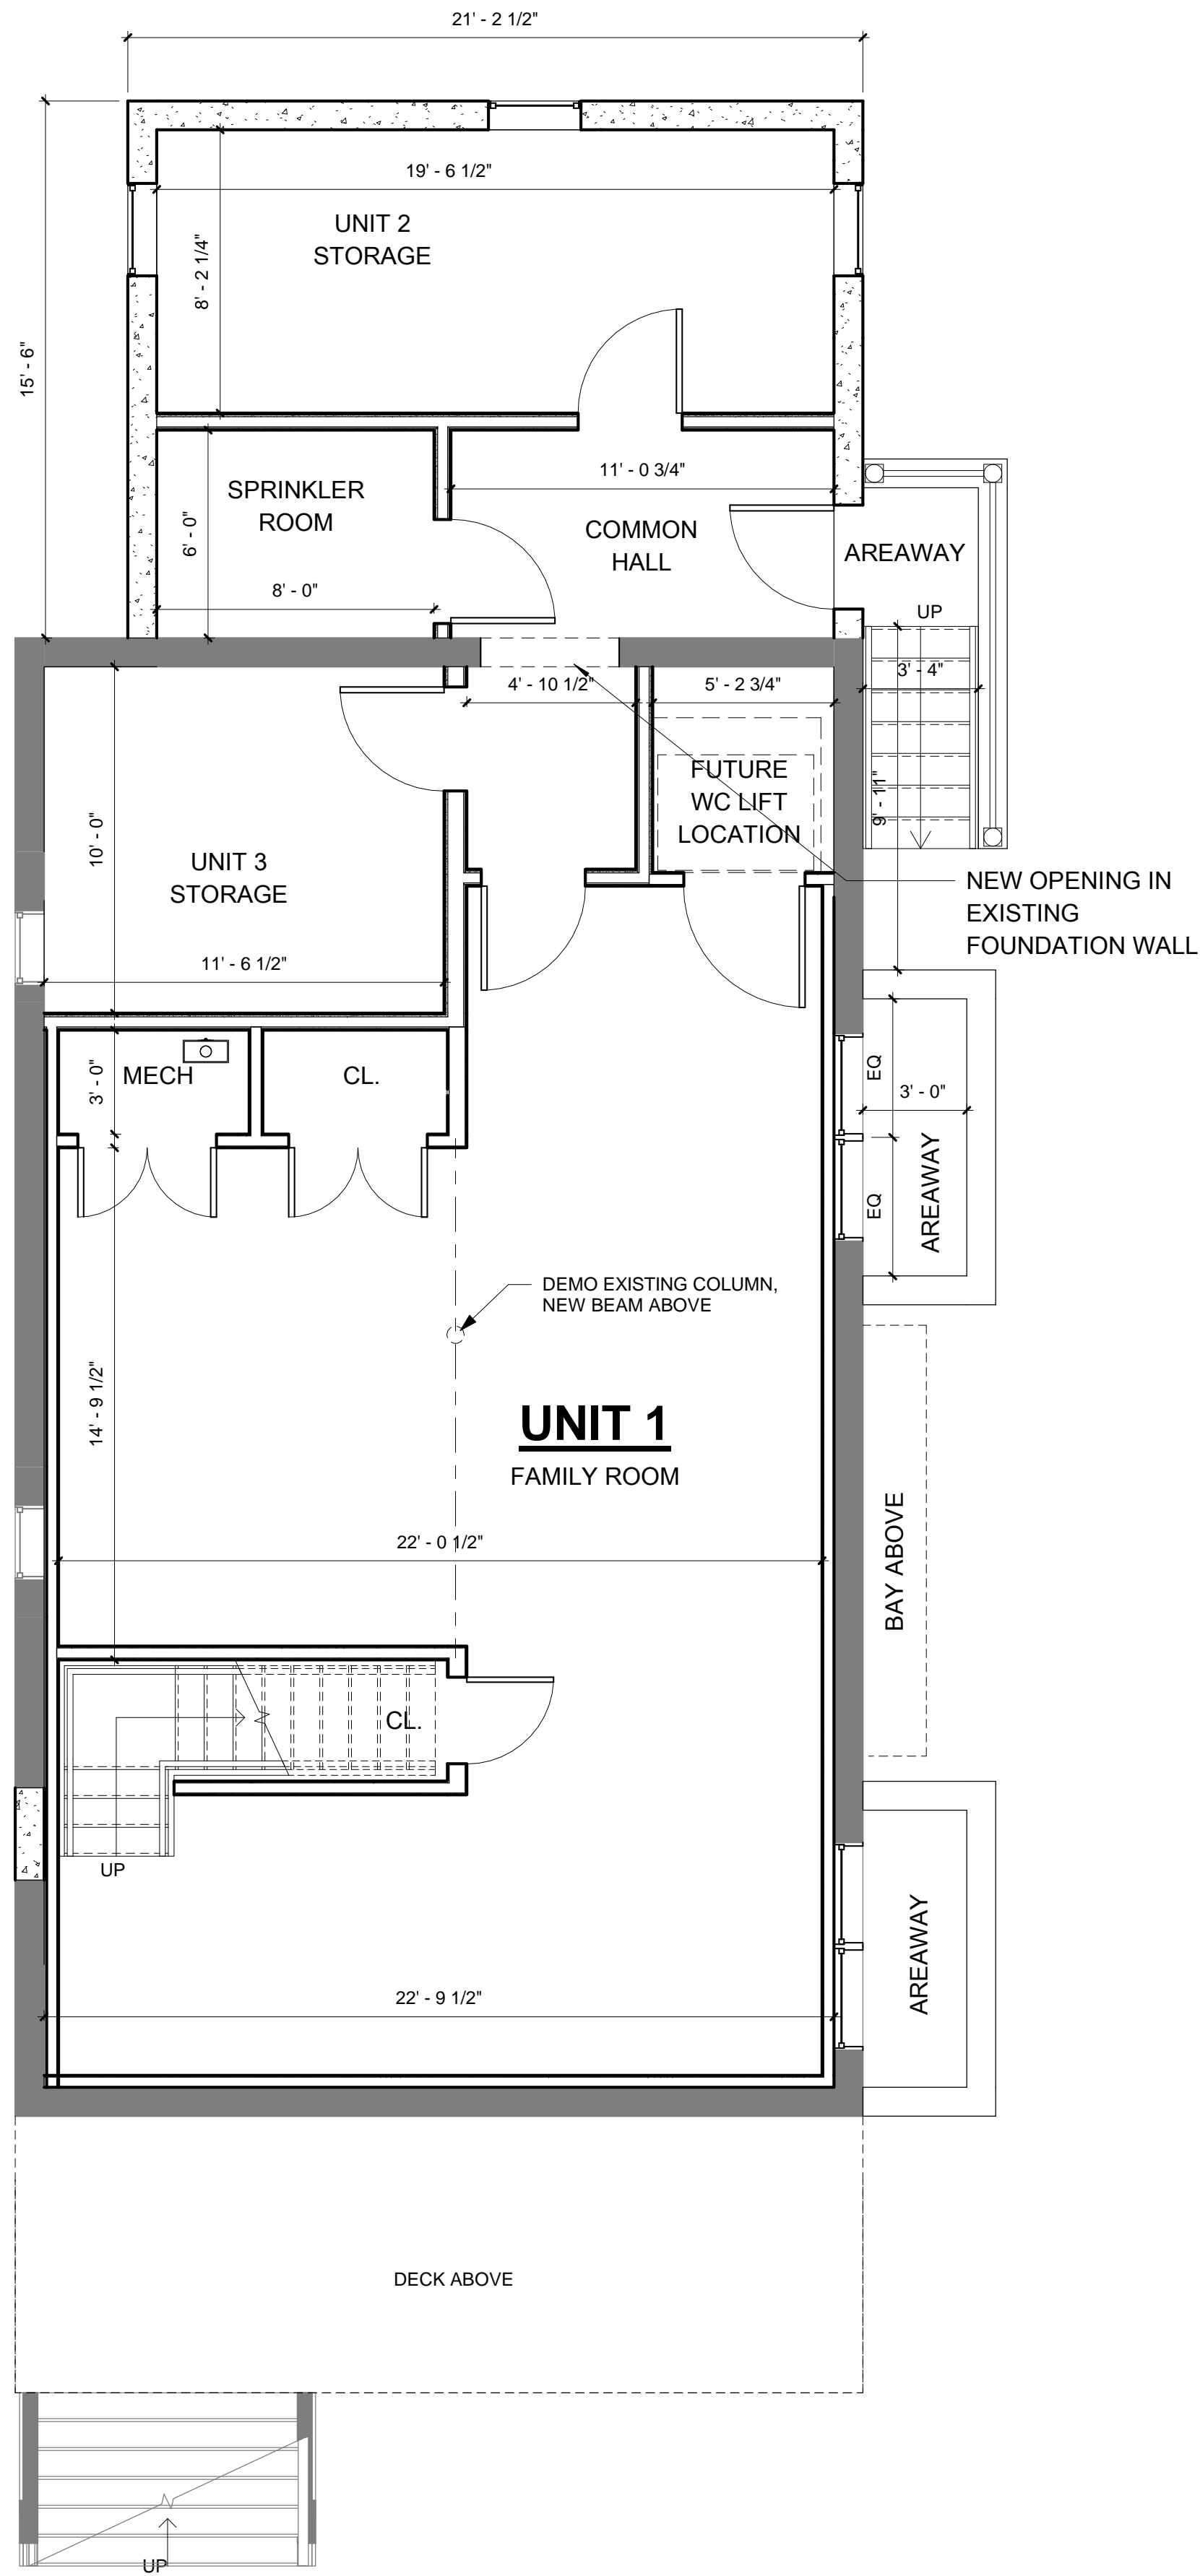 21' - 2 1/2"
19' - 6 1/2"
UNIT 2
STORAGE
8' - 2 1/4"
15' - 6"
11' - 0 3/4"
SPRINKLER
ROOM
COMMON
HALL
6' - 0"
8' - 0"
AREAWAY
UP
3' - 4"
4' - 10 1/2"
5' - 2 3/4"
FUTURE
WC LIFT
LOCATION
9' - 11"
10' - 0"
UNIT 3
STORAGE
NEW OPENING IN
EXISTING
FOUNDATION WALL
11' - 6 1/2"
3' - 0"
MECH
CL.
EQ
3' - 0"
AREAWAY
EQ
DEMO EXISTING COLUMN,
NEW BEAM ABOVE
14' - 9 1/2"
UNIT 1
FAMILY ROOM
22' - 0 1/2"
BAY ABOVE
CL.
UP
AREAWAY
22' - 9 1/2"
DECK ABOVE
UP